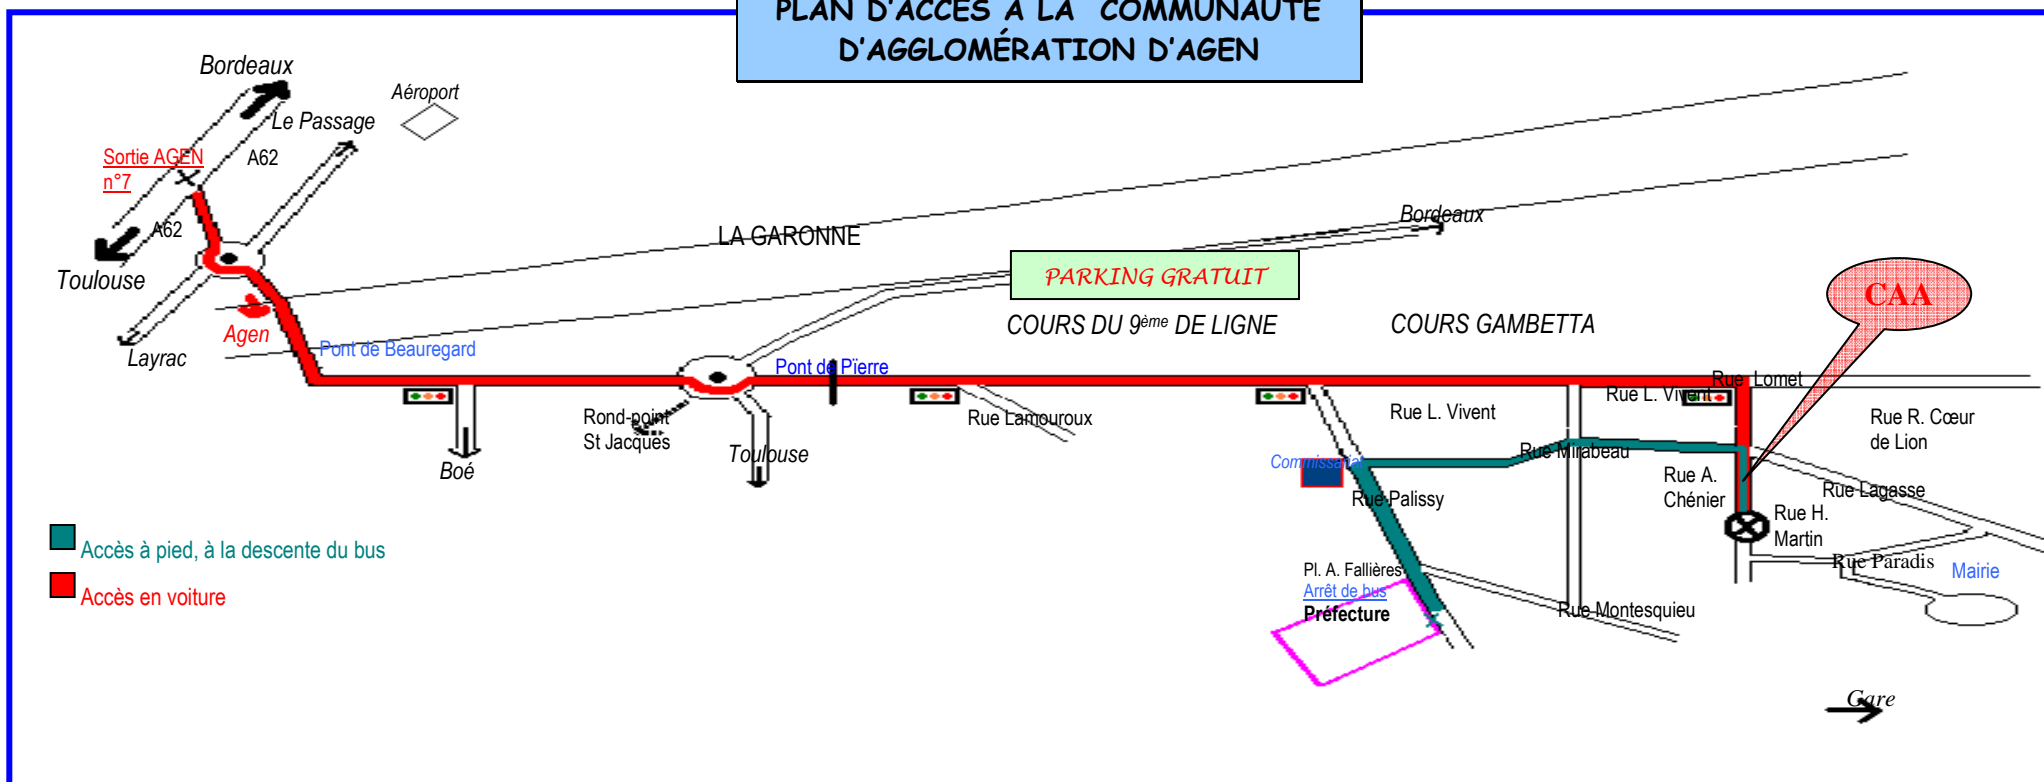 PLAN D'ACCES A LA COMMUNAUTE
D'AGGLOMÉRATION D'AGEN
Bordeaux
Aéroport
Le Passage
Sortie AGEN
n°7
A62
A62
Toulouse
LA GARONNE
Bordeaux
PARKING GRATUIT
CAA
Agen
Layrac
Pont de Beauregard
COURS DU 9ème DE LIGNE
COURS GAMBETTA
Pont de Pïerre
Rue Lomet
Rue L. Vivent
Rue L. Vivent
Rond-point
St Jacques
Rue Lamouroux
Rue R. Cœur
de Lion
Boé
Toulouse
Commissariat
Rue Mirabeau
Rue Palissy
Rue A.
Chénier
Rue Lagasse
Rue H.
Martin
Accès à pied, à la descente du bus
Accès en voiture
Pl. A. Fallières
Arrêt de bus
Préfecture
Rue Paradis
Mairie
Rue Montesquieu
Gare